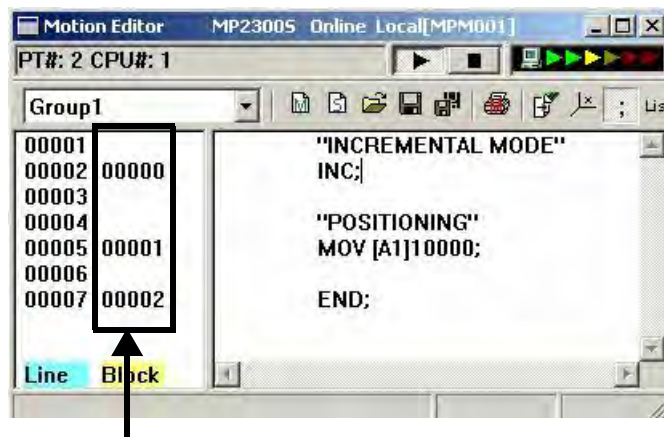 Motion Editor MP2300S Online Local[MPM001]
PT#: 2 CPU#: 1
Group1
00001 "INCREMENTAL MODE"
00002 00000 INC;
00003
00004 "POSITIONING"
00005 00001 MOV [A1]10000;
00006
00007 00002 END;
Line Block